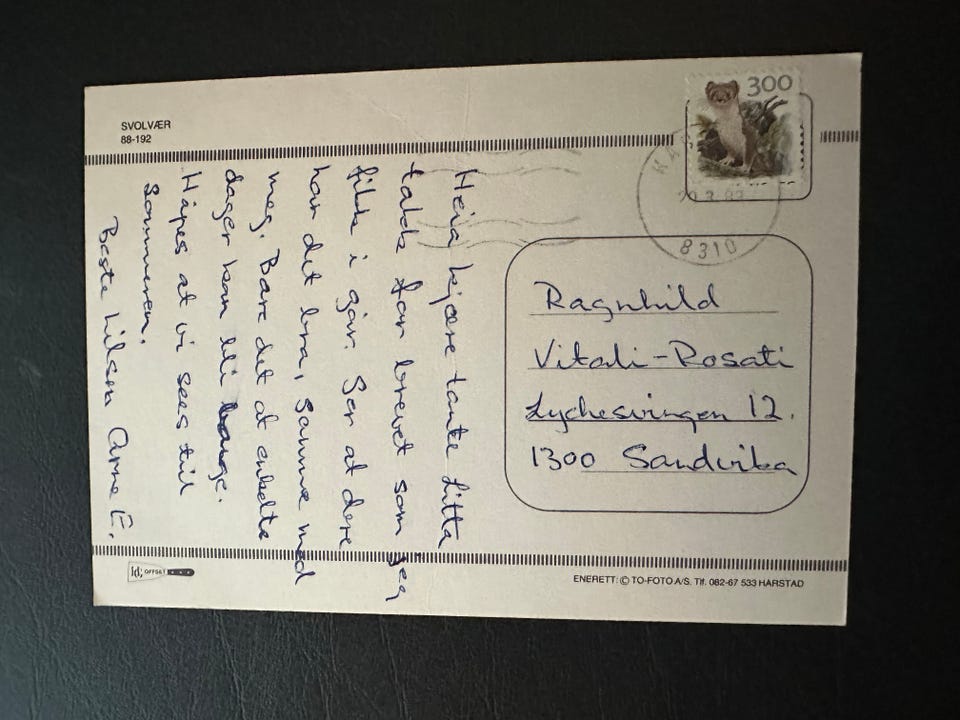 SVOLVÆR
88-192
300
8310
Heia kjære tante Litta
takk for brevet som jeg
fikk i går. Ser at dere
har det bra, samme med
meg. Bare det at enkelte
dager kan bli lange.
Håpes at vi sees til
sommeren.
Beste hilsen Arne E.
Ragnhild
Vitali-Rosati
Lychesvingen 12.
1300 Sandvika
OFFSET
ENERETT: © TO-FOTO A/S. Tlf. 082-67 533 HARSTAD